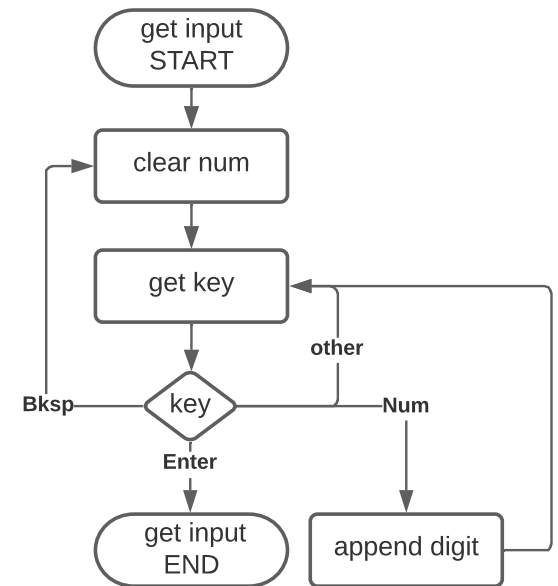 get input
START
clear num
get key
other
Bksp
key
Num
Enter
get input
END
append digit